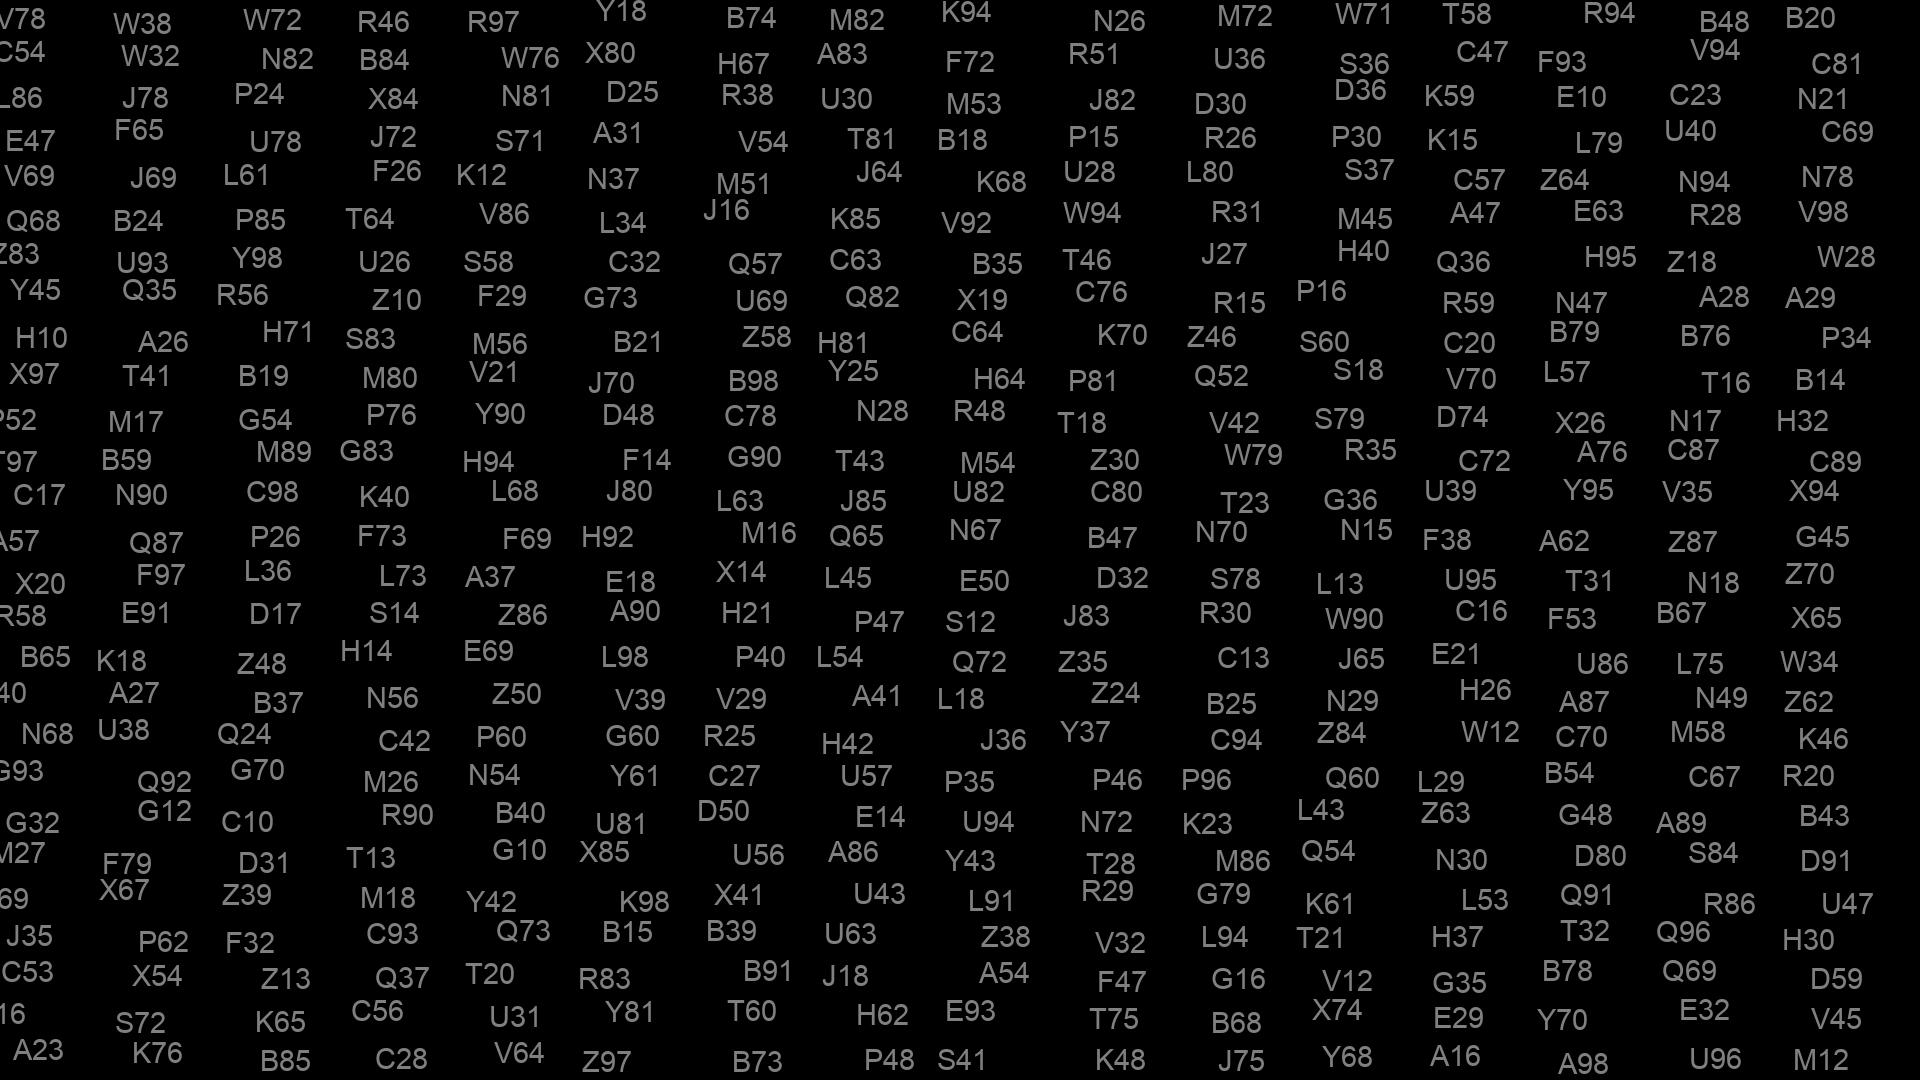 V78 W38 W72 R46 R97 Y18 B74 M82 K94 N26 M72 W71 T58 R94 B48 B20
C54 W32 N82 B84 W76 X80 H67 A83 F72 R51 U36 S36 C47 F93 V94 C81
L86 J78 P24 X84 N81 D25 R38 U30 M53 J82 D30 D36 K59 E10 C23 N21
E47 F65 U78 J72 S71 A31 V54 T81 B18 P15 R26 P30 K15 L79 U40 C69
V69 J69 L61 F26 K12 N37 M51 J64 K68 U28 L80 S37 C57 Z64 N94 N78
Q68 B24 P85 T64 V86 L34 J16 K85 V92 W94 R31 M45 A47 E63 R28 V98
Z83 U93 Y98 U26 S58 C32 Q57 C63 B35 T46 J27 H40 Q36 H95 Z18 W28
Y45 Q35 R56 Z10 F29 G73 U69 Q82 X19 C76 R15 P16 R59 N47 A28 A29
H10 A26 H71 S83 M56 B21 Z58 H81 C64 K70 Z46 S60 C20 B79 B76 P34
X97 T41 B19 M80 V21 J70 B98 Y25 H64 P81 Q52 S18 V70 L57 T16 B14
P52 M17 G54 P76 Y90 D48 C78 N28 R48 T18 V42 S79 D74 X26 N17 H32
T97 B59 M89 G83 H94 F14 G90 T43 M54 Z30 W79 R35 C72 A76 C87 C89
C17 N90 C98 K40 L68 J80 L63 J85 U82 C80 T23 G36 U39 Y95 V35 X94
A57 Q87 P26 F73 F69 H92 M16 Q65 N67 B47 N70 N15 F38 A62 Z87 G45
X20 F97 L36 L73 A37 E18 X14 L45 E50 D32 S78 L13 U95 T31 N18 Z70
R58 E91 D17 S14 Z86 A90 H21 P47 S12 J83 R30 W90 C16 F53 B67 X65
B65 K18 Z48 H14 E69 L98 P40 L54 Q72 Z35 C13 J65 E21 U86 L75 W34
40 A27 B37 N56 Z50 V39 V29 A41 L18 Z24 B25 N29 H26 A87 N49 Z62
N68 U38 Q24 C42 P60 G60 R25 H42 J36 Y37 C94 Z84 W12 C70 M58 K46
G93 Q92 G70 M26 N54 Y61 C27 U57 P35 P46 P96 Q60 L29 B54 C67 R20
G32 G12 C10 R90 B40 U81 D50 E14 U94 N72 K23 L43 Z63 G48 A89 B43
M27 F79 D31 T13 G10 X85 U56 A86 Y43 T28 M86 Q54 N30 D80 S84 D91
69 X67 Z39 M18 Y42 K98 X41 U43 L91 R29 G79 K61 L53 Q91 R86 U47
J35 P62 F32 C93 Q73 B15 B39 U63 Z38 V32 L94 T21 H37 T32 Q96 H30
C53 X54 Z13 Q37 T20 R83 B91 J18 A54 F47 G16 V12 G35 B78 Q69 D59
16 S72 K65 C56 U31 Y81 T60 H62 E93 T75 B68 X74 E29 Y70 E32 V45
A23 K76 B85 C28 V64 Z97 B73 P48 S41 K48 J75 Y68 A16 A98 U96 M12